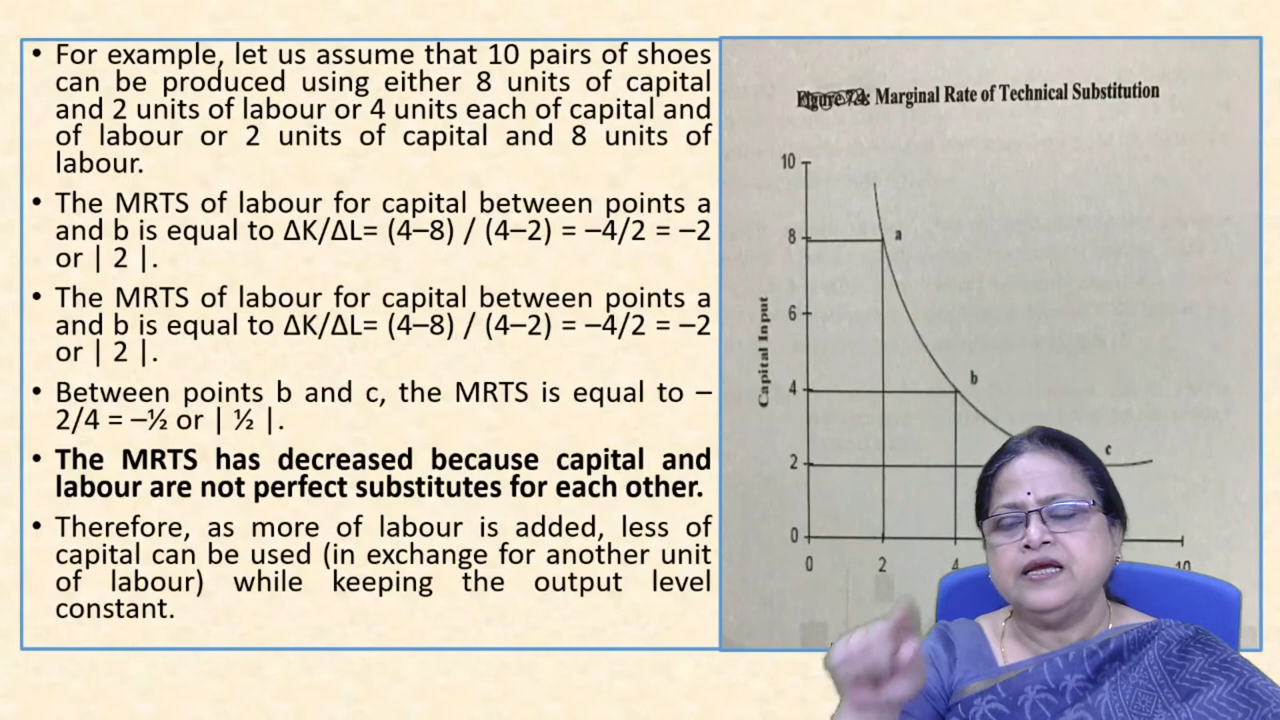 • For example, let us assume that 10 pairs of shoes
can be produced using either 8 units of capital
and 2 units of labour or 4 units each of capital and
of labour or 2 units of capital and 8 units of
labour.
• The MRTS of labour for capital between points a
and b is equal to ΔK/ΔL= (4–8) / (4–2) = –4/2 = –2
or | 2 |.
• The MRTS of labour for capital between points a
and b is equal to ΔK/ΔL= (4–8) / (4–2) = –4/2 = –2
or | 2 |.
• Between points b and c, the MRTS is equal to –
2/4 = –½ or | ½ |.
• The MRTS has decreased because capital and
labour are not perfect substitutes for each other.
• Therefore, as more of labour is added, less of
capital can be used (in exchange for another unit
of labour) while keeping the output level
constant.
Marginal Rate of Technical Substitution
Capital Input
10
8
a
6
4
b
2
c
0
0 2 4 10